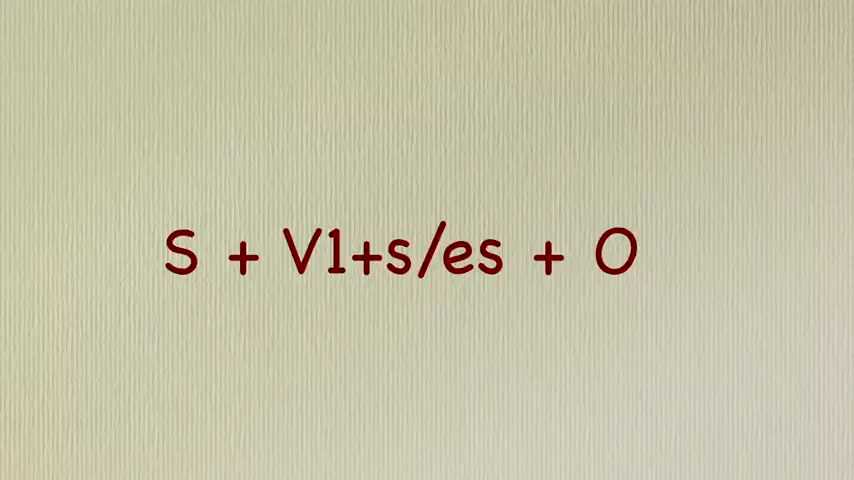 S + V1+s/es + O